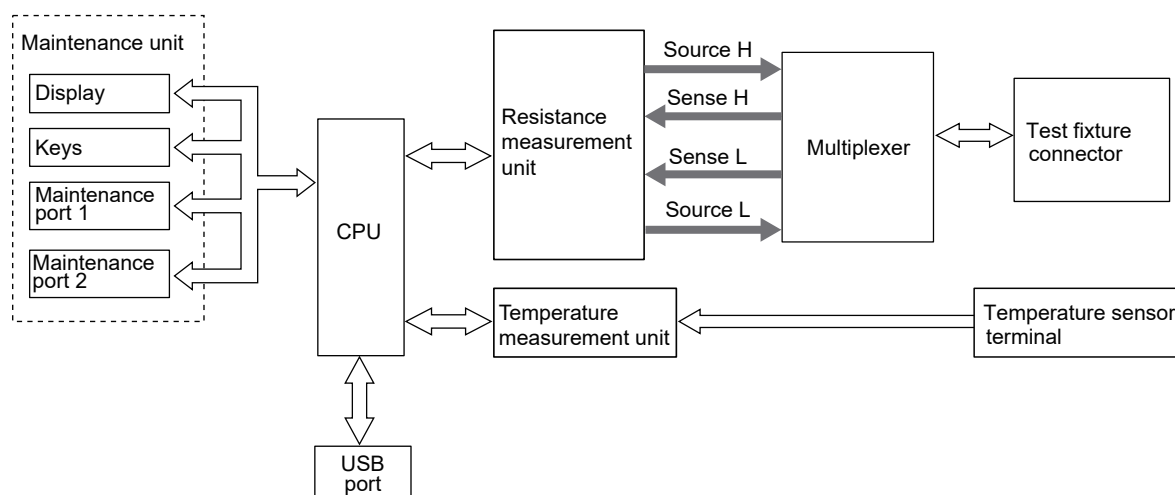 Maintenance unit
Display
Keys
Maintenance
port 1
Maintenance
port 2
CPU
USB
port
Resistance
measurement
unit
Source H
Sense H
Sense L
Source L
Multiplexer
Test fixture
connector
Temperature
measurement unit
Temperature sensor
terminal